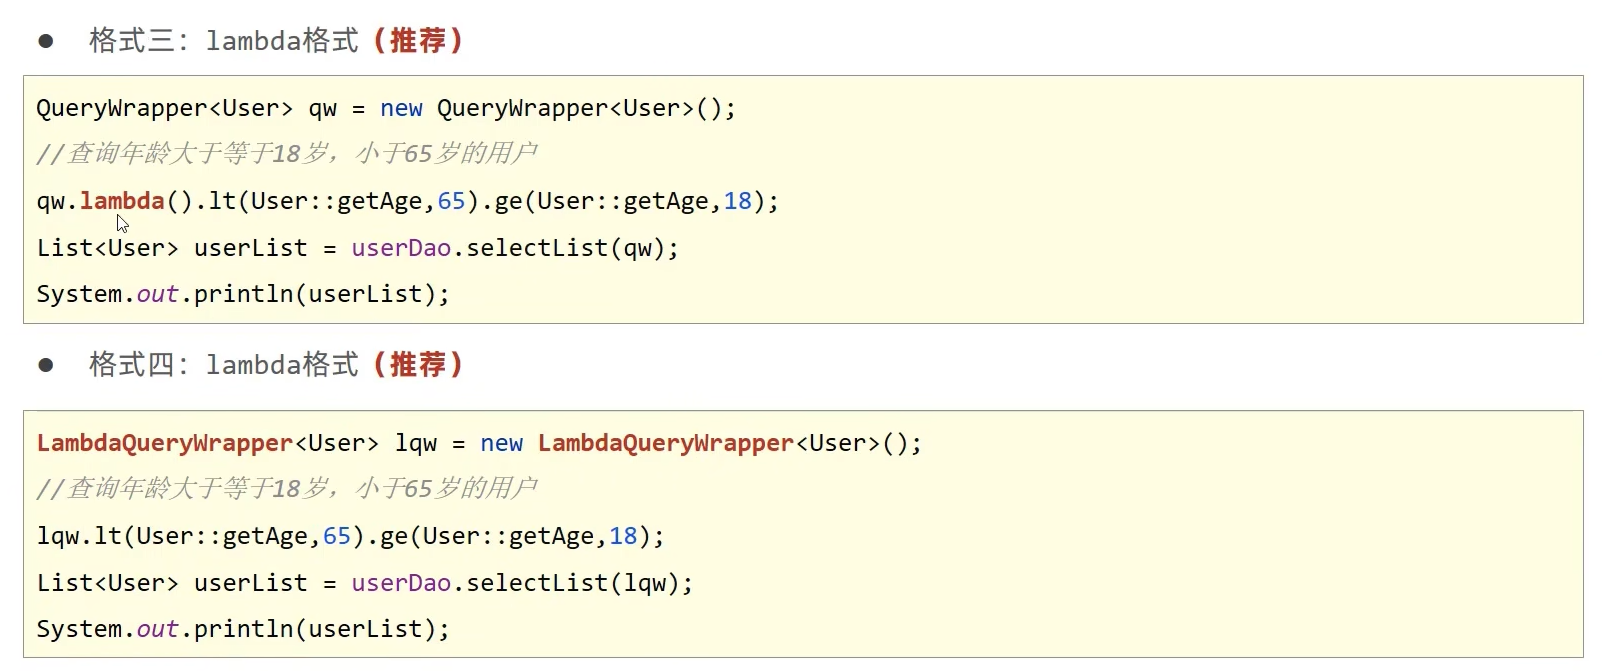 ● 格式三：lambda格式（推荐）
QueryWrapper<User> qw = new QueryWrapper<User>();
//查询年龄大于等于18岁，小于65岁的用户
qw.lambda().lt(User::getAge,65).ge(User::getAge,18);
List<User> userList = userDao.selectList(qw);
System.out.println(userList);
● 格式四：lambda格式（推荐）
LambdaQueryWrapper<User> lqw = new LambdaQueryWrapper<User>();
//查询年龄大于等于18岁，小于65岁的用户
lqw.lt(User::getAge,65).ge(User::getAge,18);
List<User> userList = userDao.selectList(lqw);
System.out.println(userList);